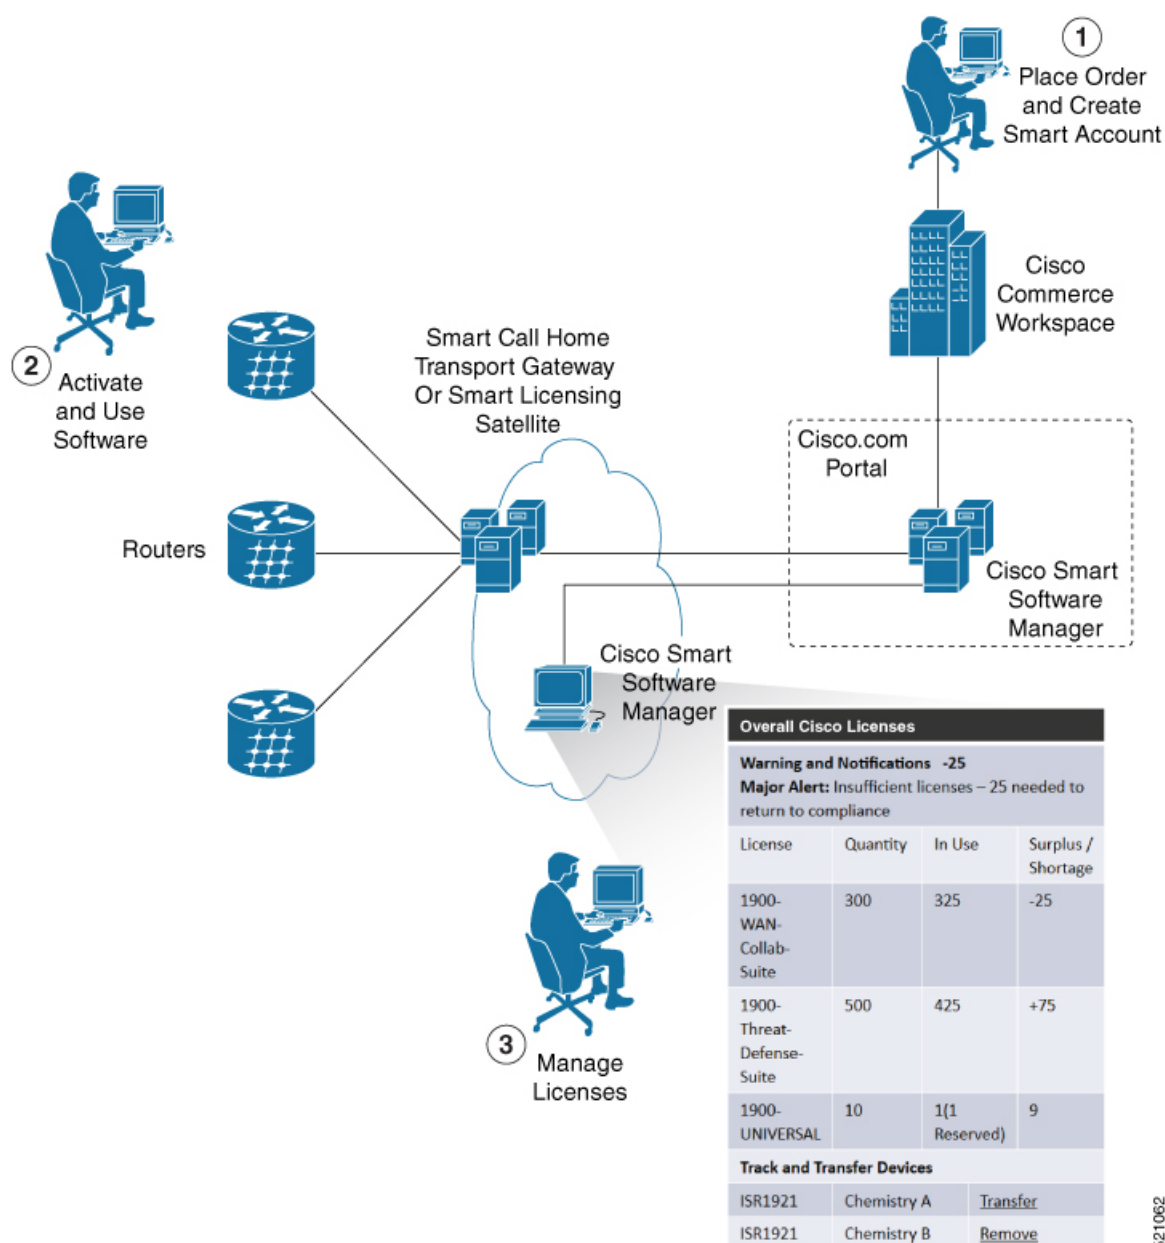 1
Place Order
and Create
Smart Account
Cisco
Commerce
Workspace
2
Activate
and Use
Software
Smart Call Home
Transport Gateway
Or Smart Licensing
Satellite
Cisco.com
Portal
Routers
Cisco Smart
Software
Manager
Cisco Smart
Software
Manager
3
Manage
Licenses
Overall Cisco Licenses
Warning and Notifications -25
Major Alert: Insufficient licenses – 25 needed to
return to compliance
License Quantity In Use Surplus /
Shortage
1900- 300 325 -25
WAN-
Collab-
Suite
1900- 500 425 +75
Threat-
Defense-
Suite
1900- 10 1(1 9
UNIVERSAL Reserved)
Track and Transfer Devices
ISR1921 Chemistry A Transfer
ISR1921 Chemistry B Remove